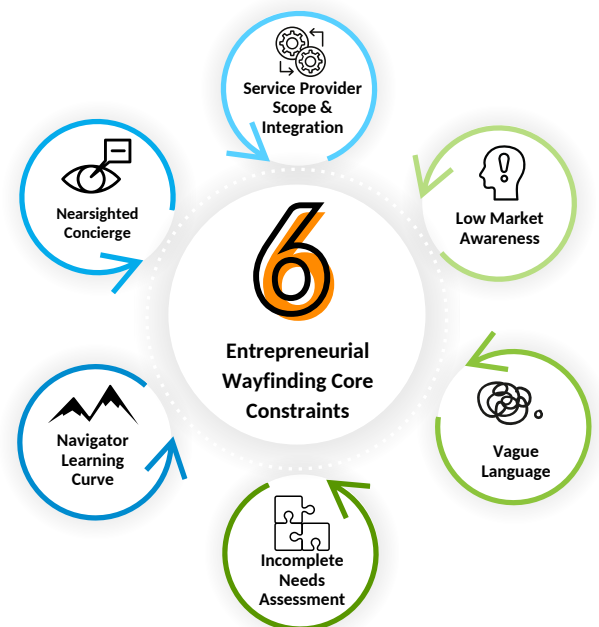 Service Provider
Scope &
Integration
Nearsighted
Concierge
Low Market
Awareness
6
Entrepreneurial
Wayfinding Core
Constraints
Navigator
Learning
Curve
Vague
Language
Incomplete
Needs
Assessment